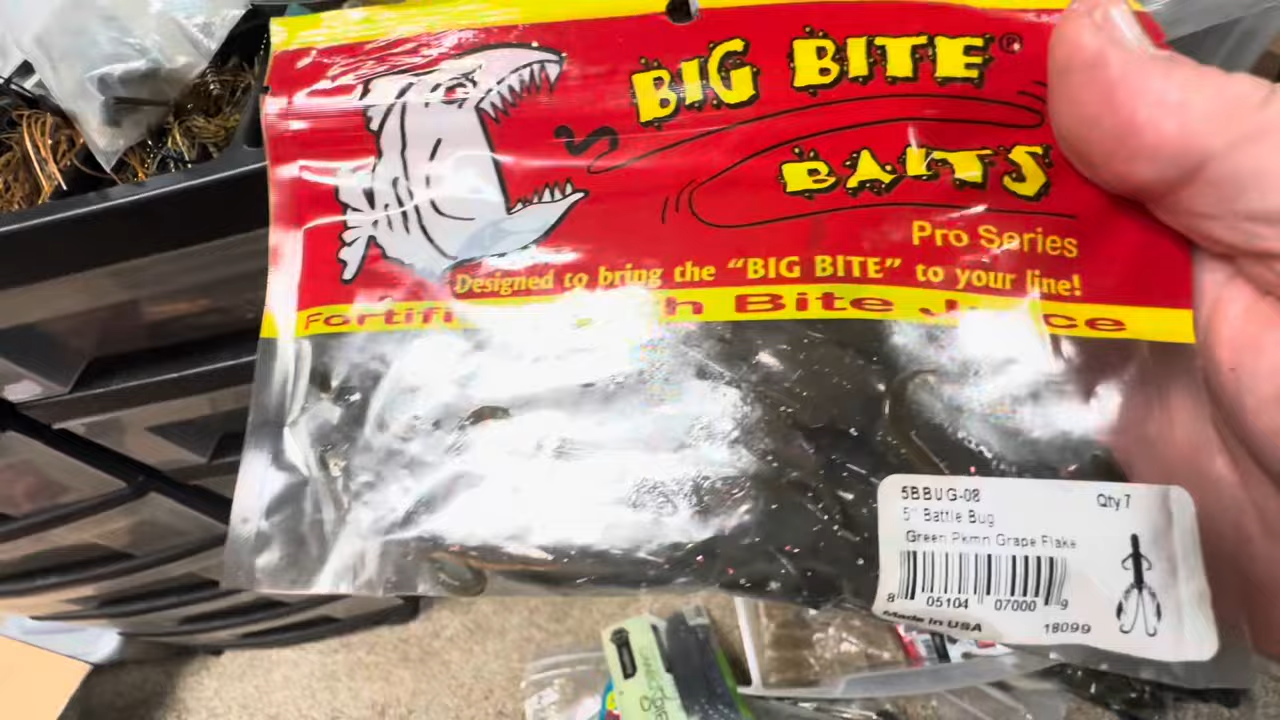 BIG BITE®
BAITS
Pro Series
Designed to bring the "BIG BITE" to your line!
Bite
5BBUG-08
Qty 7
5" Battle Bug
Green Pkmn Grape Flake
8 05104 07000 9
Made in USA
18099